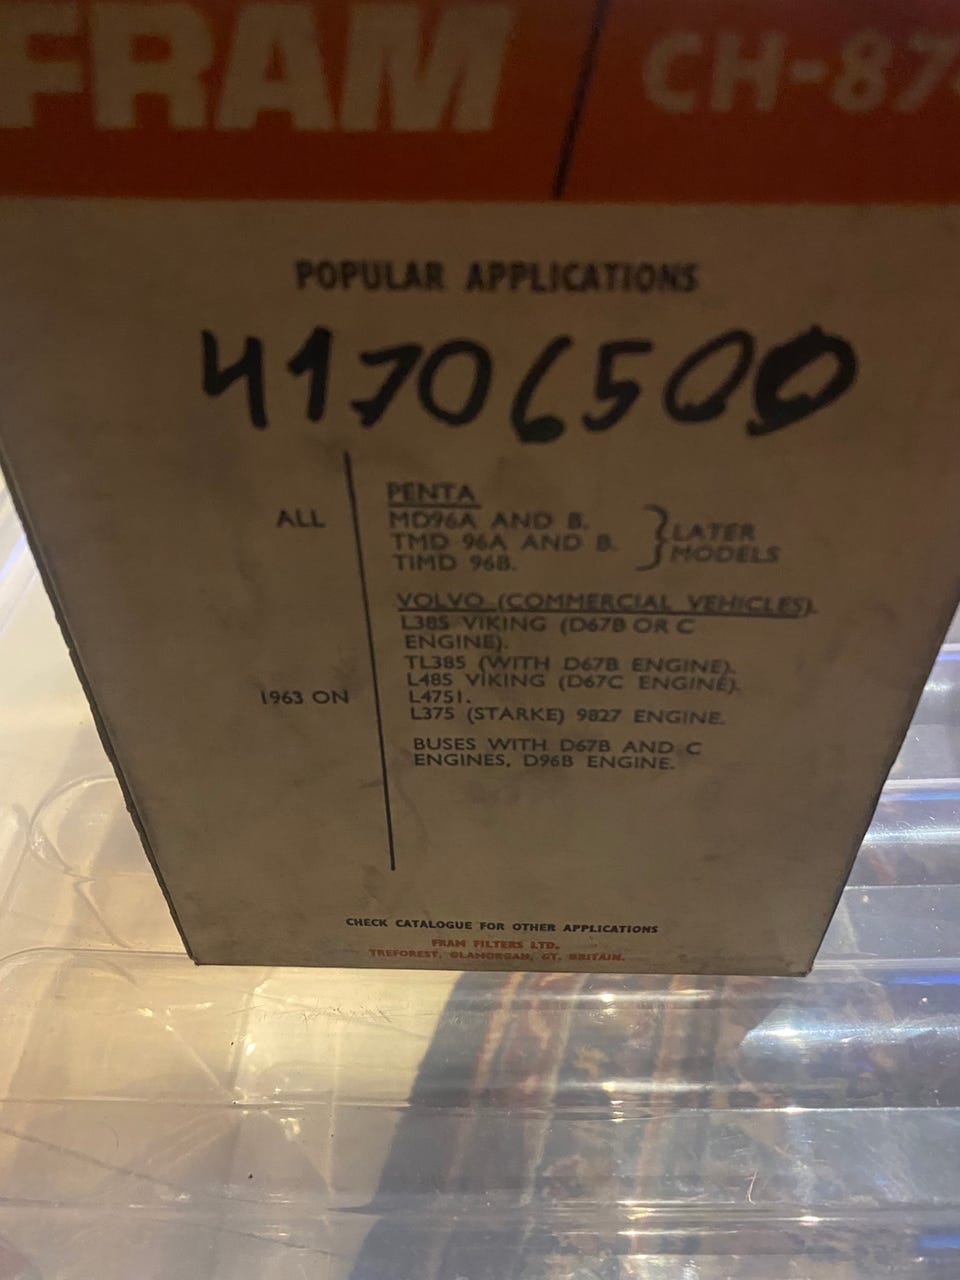 FRAM CH-87
POPULAR APPLICATIONS
41706500
PENTA
ALL MD96A AND B.
TMD 96A AND B.
TIMD 96B.
} LATER
MODELS
VOLVO (COMMERCIAL VEHICLES).
L385 VIKING (D67B OR C
ENGINE).
TL385 (WITH D67B ENGINE).
L485 VIKING (D67C ENGINE).
1963 ON L4751.
L375 (STARKE) 9827 ENGINE.
BUSES WITH D67B AND C
ENGINES, D96B ENGINE.
CHECK CATALOGUE FOR OTHER APPLICATIONS
FRAM FILTERS LTD.
TREFOREST, GLAMORGAN, GT. BRITAIN.